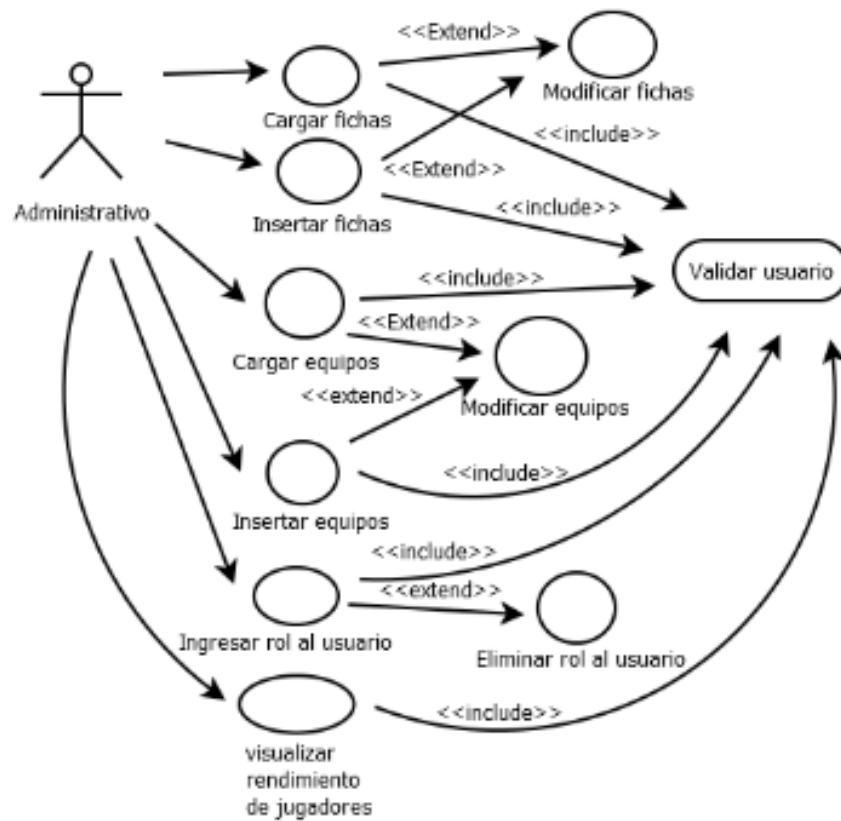 <<Extend>>
Modificar fichas
Cargar fichas
<<include>>
<<Extend>>
Administrativo
<<include>>
Insertar fichas
Validar usuario
<<include>>
<<Extend>>
Cargar equipos
<<extend>>
Modificar equipos
<<include>>
Insertar equipos
<<include>>
<<extend>>
Ingresar rol al usuario
Eliminar rol al usuario
<<include>>
visualizar
rendimiento
de jugadores